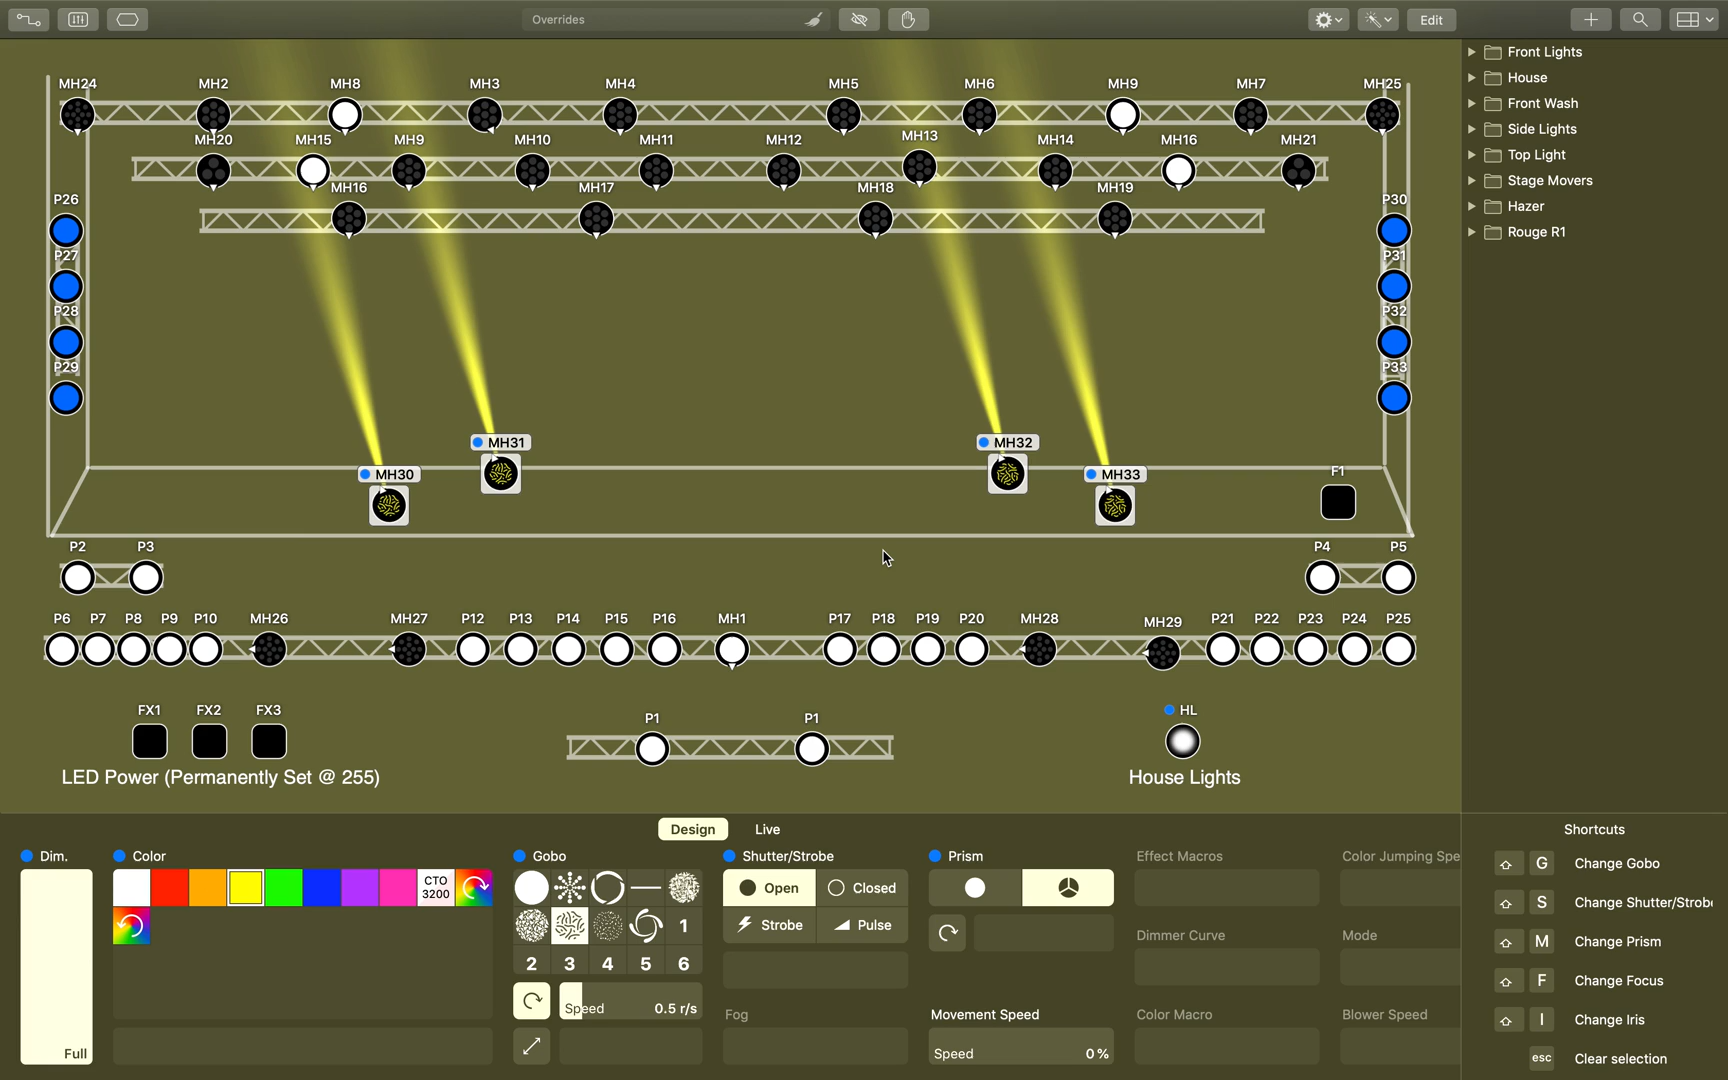 Overrides
Edit
MH24 MH2 MH8 MH3 MH4 MH5 MH6 MH9 MH7 MH25
MH20 MH15 MH9 MH10 MH11 MH12 MH13 MH14 MH16 MH21
MH16 MH17 MH18 MH19
P26 P30
P27 P31
P28 P32
P29 P33
MH31 MH32
MH30 MH33 F1
P2 P3 P4 P5
P6 P7 P8 P9 P10 MH26 MH27 P12 P13 P14 P15 P16 MH1 P17 P18 P19 P20 MH28 MH29 P21 P22 P23 P24 P25
FX1 FX2 FX3 P1 P1 HL
LED Power (Permanently Set @ 255) House Lights
Front Lights
House
Front Wash
Side Lights
Top Light
Stage Movers
Hazer
Rouge R1
Design Live
Dim.
Full
Color
CTO
3200
Gobo
1
2 3 4 5 6
Speed 0.5 r/s
Shutter/Strobe
Open Closed
Strobe Pulse
Fog
Prism
Movement Speed
Speed 0%
Effect Macros
Dimmer Curve
Color Macro
Color Jumping Spe
Mode
Blower Speed
Shortcuts
G Change Gobo
S Change Shutter/Strob
M Change Prism
F Change Focus
I Change Iris
esc Clear selection